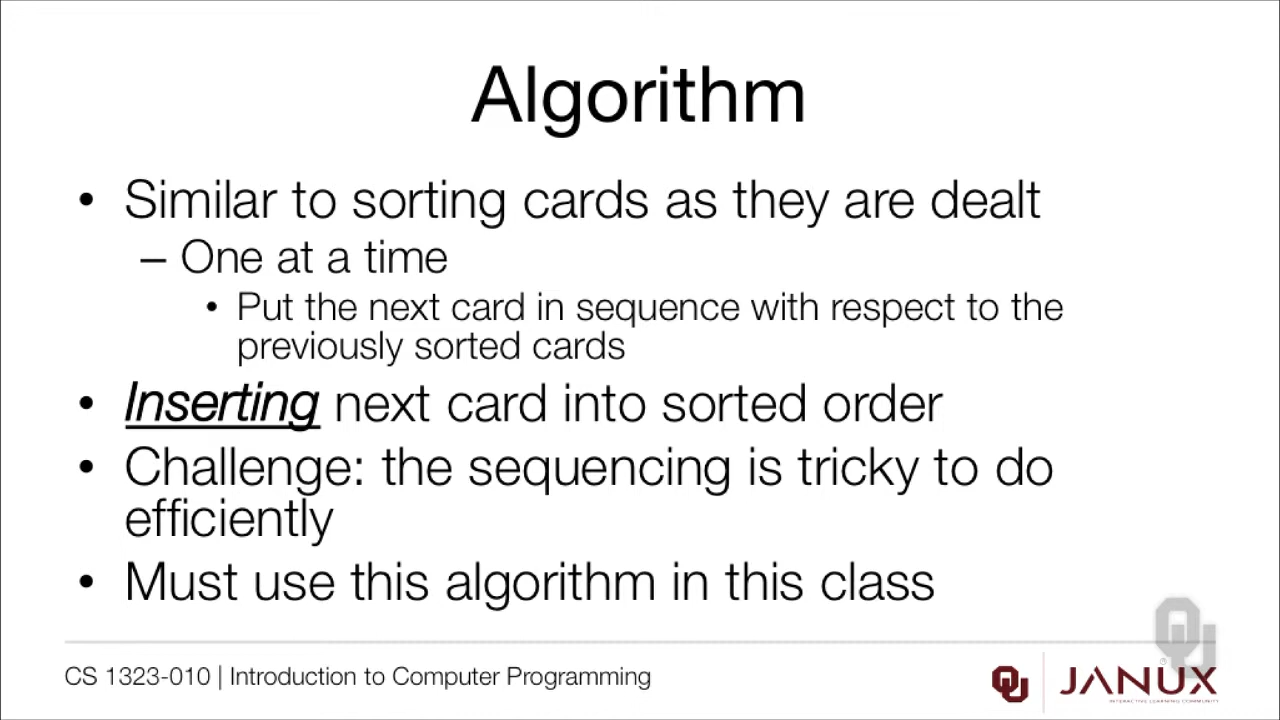 Algorithm
• Similar to sorting cards as they are dealt
– One at a time
• Put the next card in sequence with respect to the
previously sorted cards
• Inserting next card into sorted order
• Challenge: the sequencing is tricky to do
efficiently
• Must use this algorithm in this class
OU
CS 1323-010 | Introduction to Computer Programming
OU
JANUX
INTERACTIVE LEARNING COMMUNITY